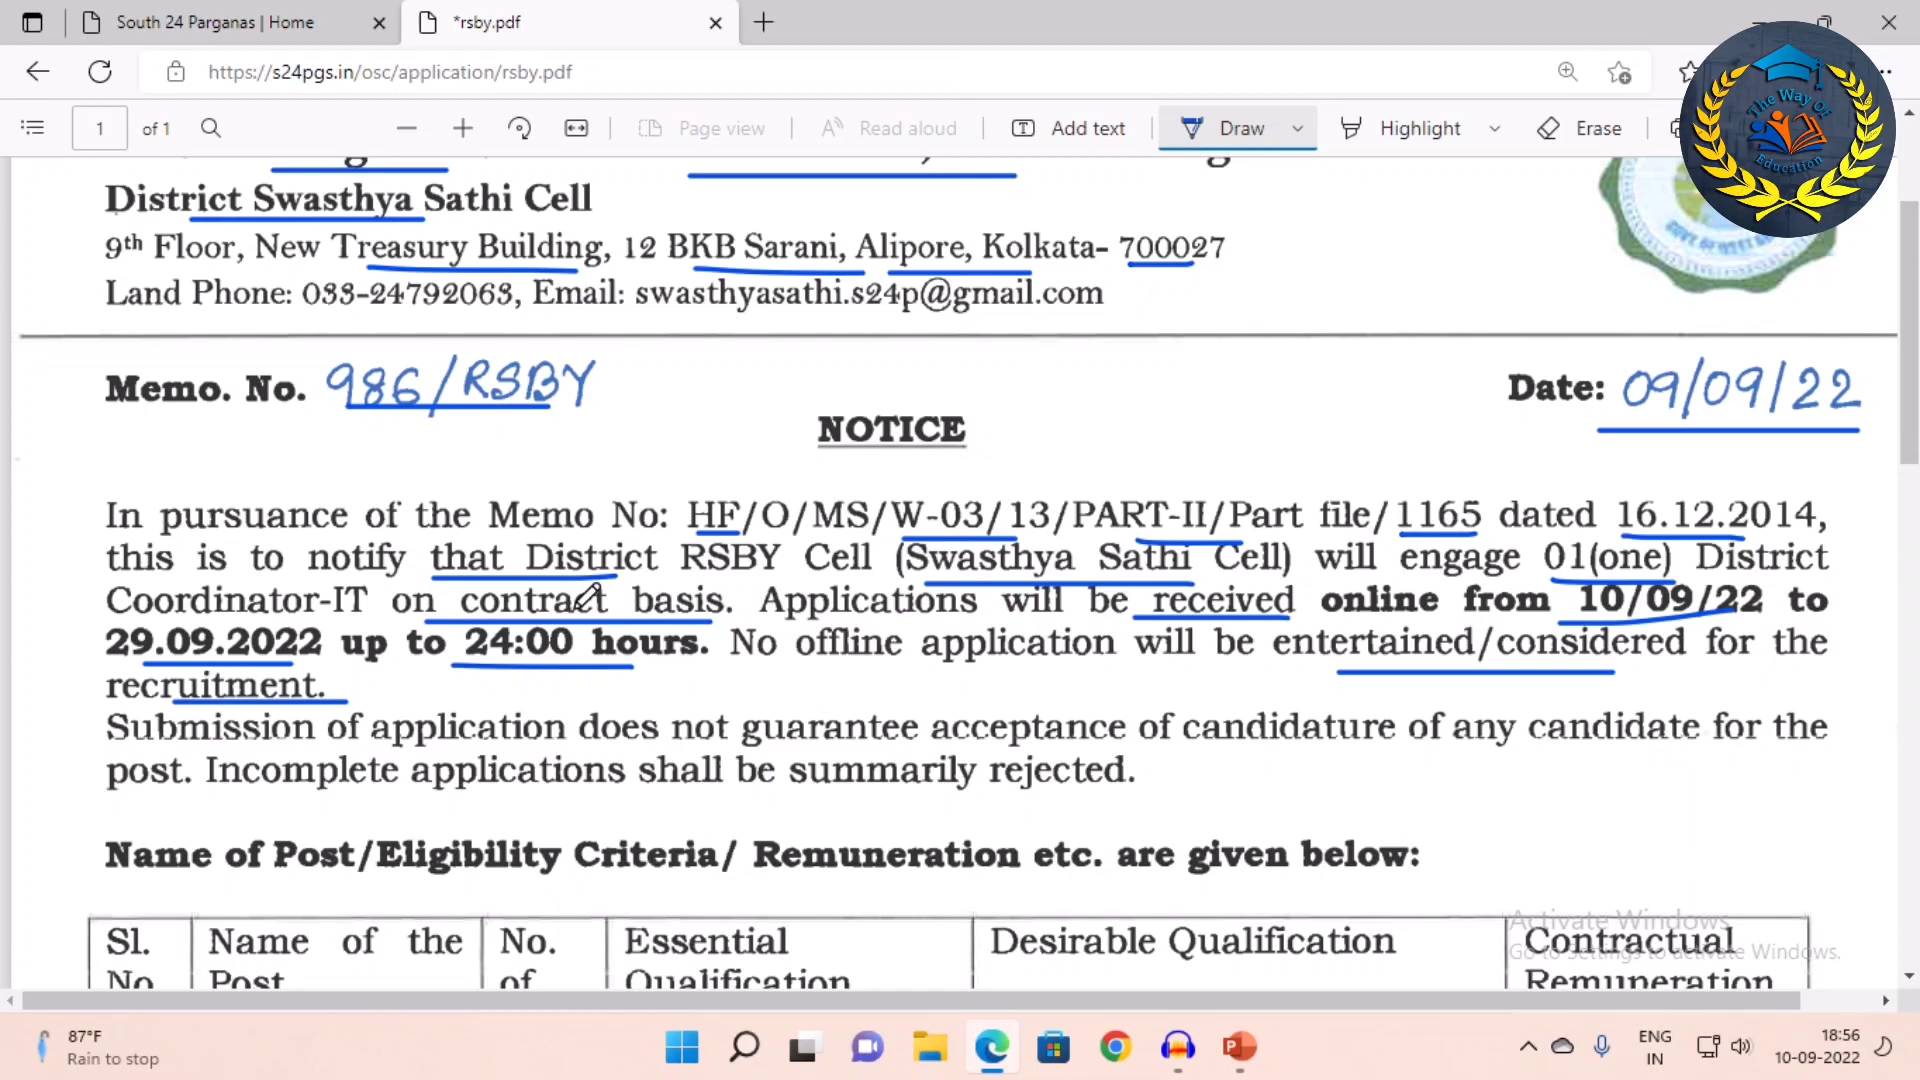 South 24 Parganas | Home
*rsby.pdf
https://s24pgs.in/osc/application/rsby.pdf
1 of 1
Page view
Read aloud
Add text
Draw
Highlight
Erase
The Way Of
Education
District Swasthya Sathi Cell
9th Floor, New Treasury Building, 12 BKB Sarani, Alipore, Kolkata- 700027
Land Phone: 033-24792063, Email: swasthyasathi.s24p@gmail.com
Memo. No. 986/RSBY
Date: 09/09/22
NOTICE
In pursuance of the Memo No: HF/O/MS/W-03/13/PART-II/Part file/1165 dated 16.12.2014,
this is to notify that District RSBY Cell (Swasthya Sathi Cell) will engage 01(one) District
Coordinator-IT on contract basis. Applications will be received online from 10/09/22 to
29.09.2022 up to 24:00 hours. No offline application will be entertained/considered for the
recruitment.
Submission of application does not guarantee acceptance of candidature of any candidate for the
post. Incomplete applications shall be summarily rejected.
Name of Post/Eligibility Criteria/ Remuneration etc. are given below:
Sl. Name of the No. Essential Desirable Qualification Contractual
No Post of Qualification Remuneration
Activate Windows
Go to Settings to activate Windows.
87°F
Rain to stop
ENG
IN
18:56
10-09-2022